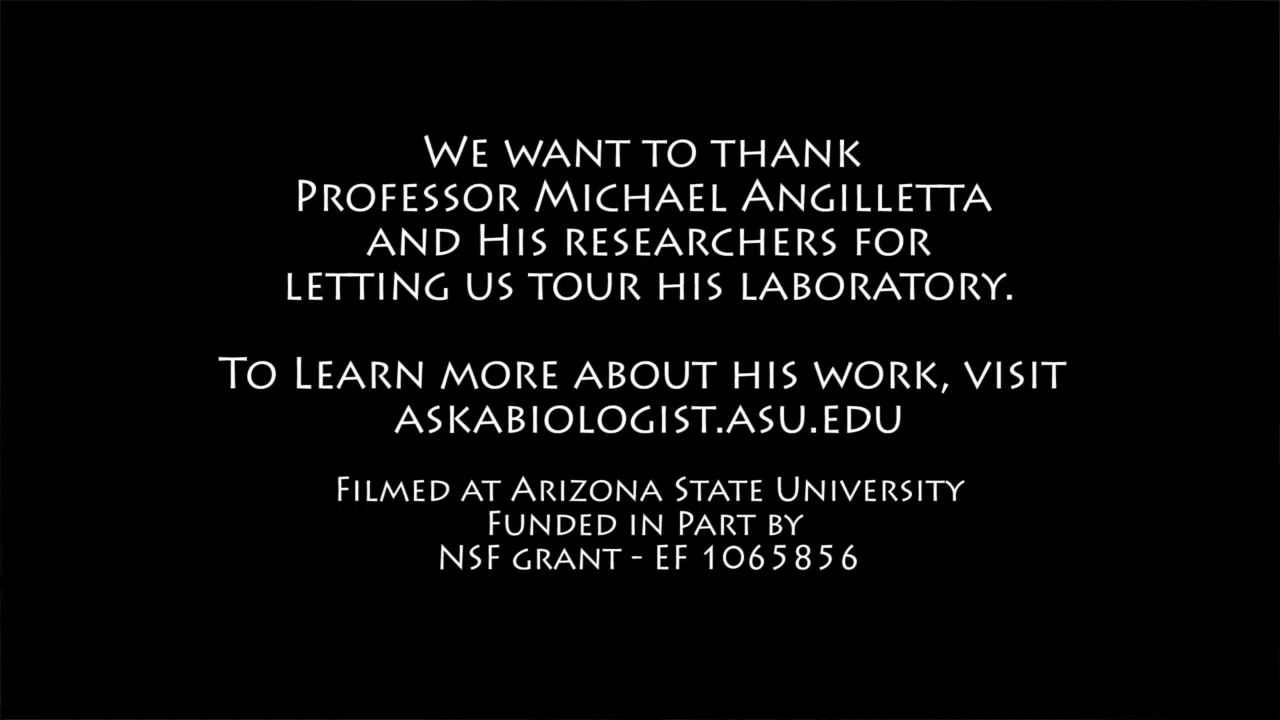 We want to thank
Professor Michael Angilletta
and His researchers for
letting us tour his laboratory.
To Learn more about his work, visit
askabiologist.asu.edu
Filmed at Arizona State University
Funded in Part by
NSF grant - EF 1065856